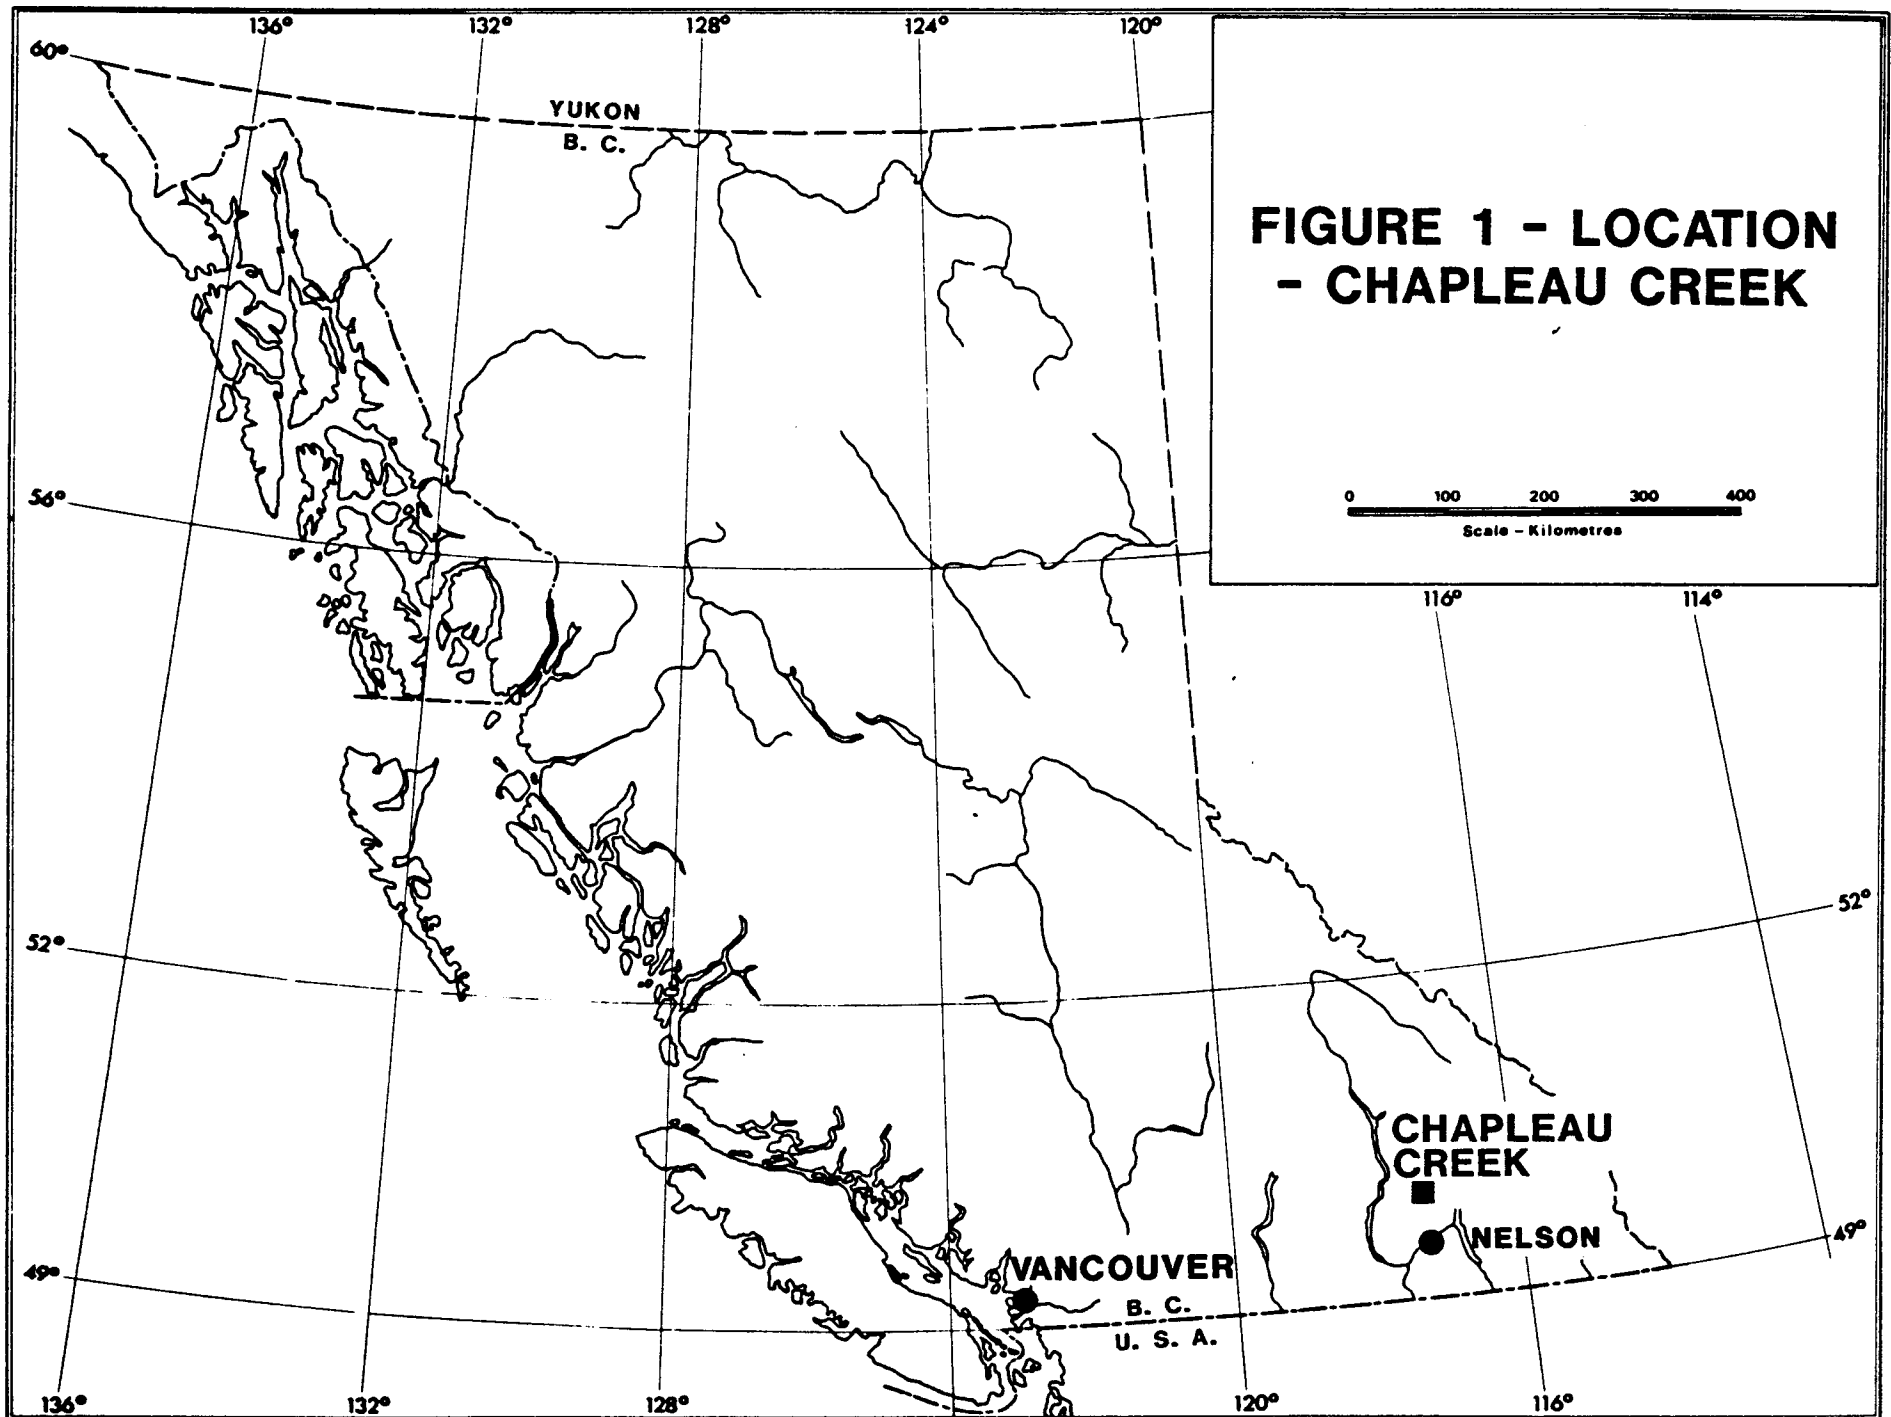 136° 132° 128° 124° 120°
60°
YUKON
B. C.
FIGURE 1 - LOCATION
- CHAPLEAU CREEK
56°
0 100 200 300 400
Scale - Kilometres
116° 114°
52°
52°
CHAPLEAU
CREEK
NELSON
49°
VANCOUVER
49°
B. C.
U. S. A.
136° 132° 128° 120° 116°